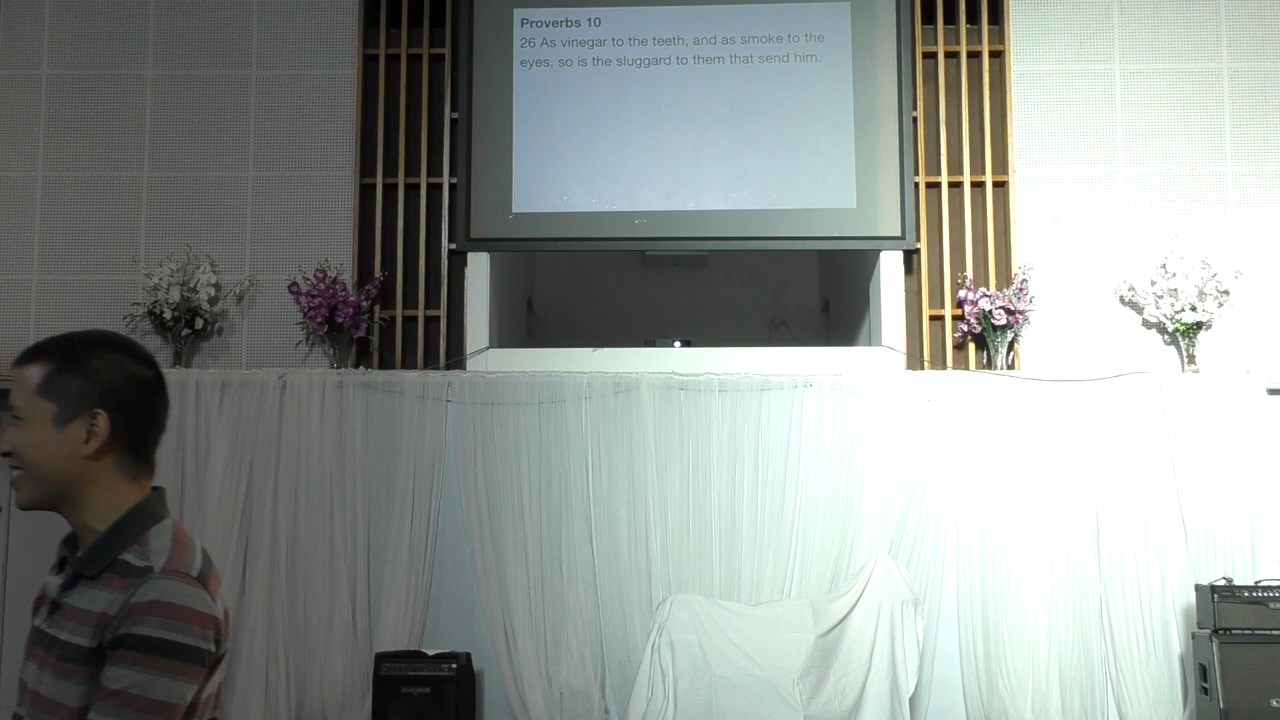 Proverbs 10
26 As vinegar to the teeth, and as smoke to the
eyes, so is the sluggard to them that send him.